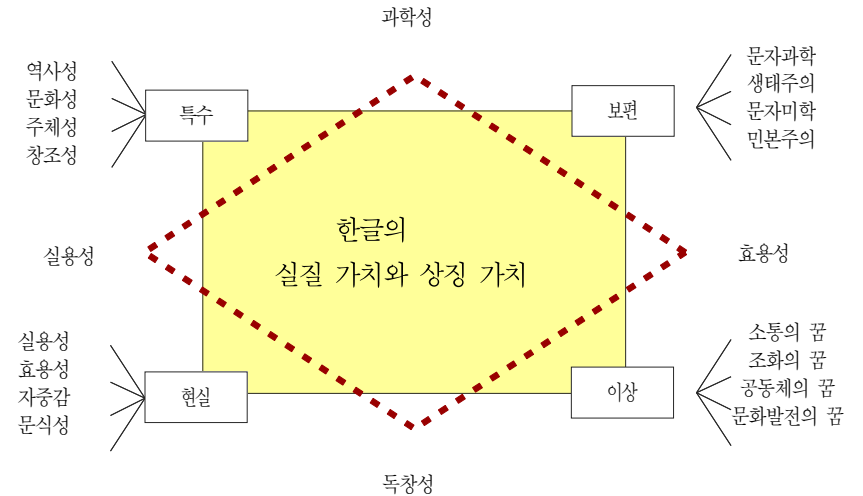 과학성
역사성
문화성
주체성
창조성
특수
보편
문자과학
생태주의
문자미학
민본주의
실용성
한글의
실질 가치와 상징 가치
효용성
실용성
효용성
자중감
문식성
현실
이상
소통의 꿈
조화의 꿈
공동체의 꿈
문화발전의 꿈
독창성